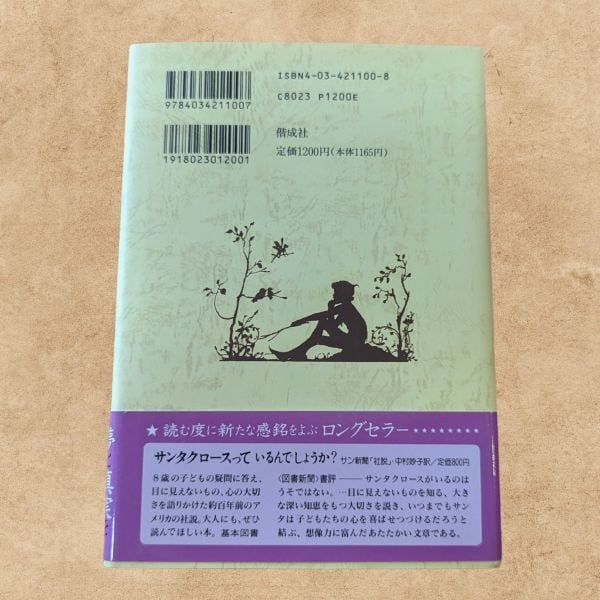 ISBN4-03-421100-8
C8023 P1200E
9784034211007
偕成社
定価1200円(本体1165円)
1918023012001
★ 読む度に新たな感銘をよぶ ロングセラー ★★★★★★★★
サンタクロースって いるんでしょうか? サン新聞「社説」・中村妙子訳/定価800円
8歳の子どもの疑問に答え、
目に見えないもの、心の大切
さを語りかけた約百年前のア
メリカの社説。大人にも、ぜひ
読んでほしい本。基本図書
〈図書新聞〉書評――サンタクロースがいるのは
うそではない。…目に見えないものを知る、大き
な深い知恵をもつ大切さを説き、いつまでもサン
タは子どもたちの心を喜ばせつづけるだろうと
結ぶ、想像力に富んだあたたかい文章である。